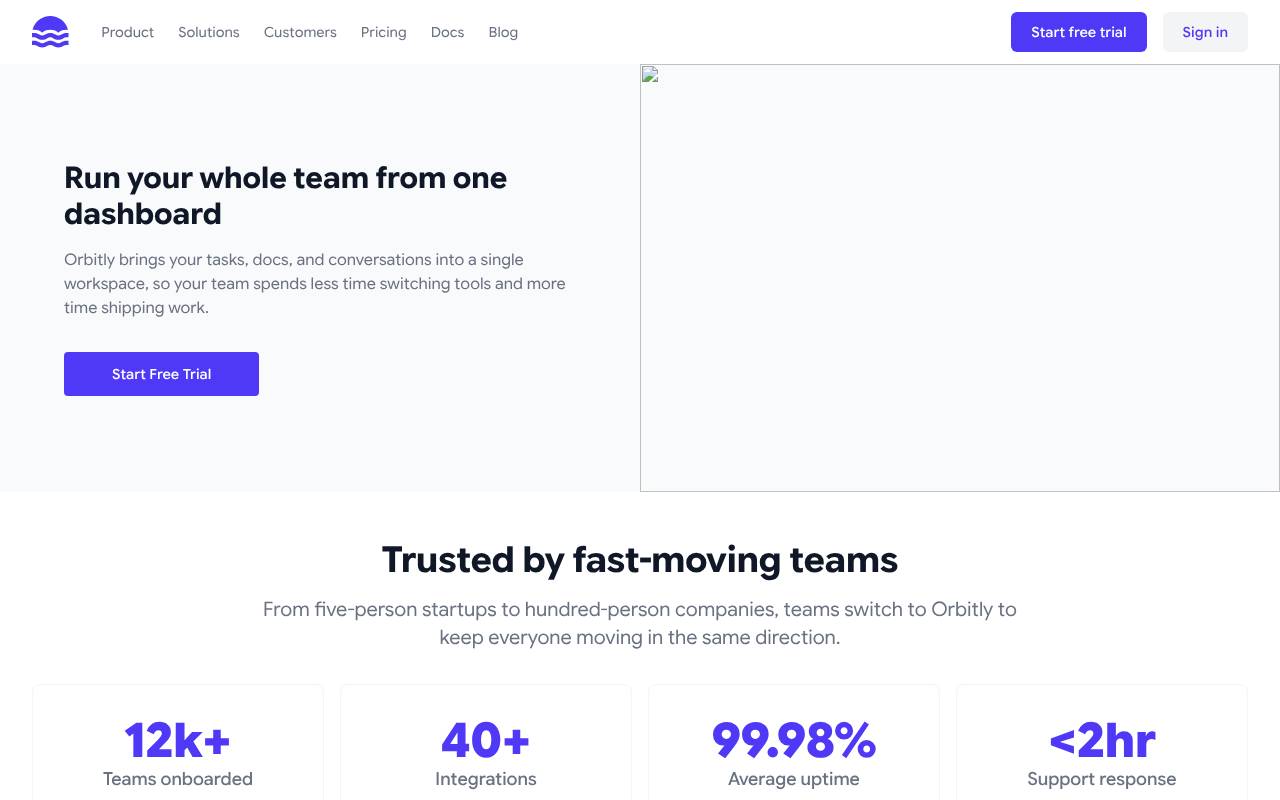 Product
Solutions
Customers
Pricing
Docs
Blog
Start free trial
Sign in
Run your whole team from one
dashboard
Orbitly brings your tasks, docs, and conversations into a single
workspace, so your team spends less time switching tools and more
time shipping work.
Start Free Trial
Trusted by fast-moving teams
From five-person startups to hundred-person companies, teams switch to Orbitly to
keep everyone moving in the same direction.
12k+
Teams onboarded
40+
Integrations
99.98%
Average uptime
<2hr
Support response